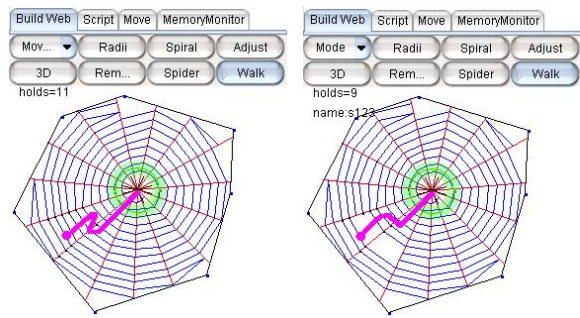 Build Web Script Move MemoryMonitor
Mov... Radii Spiral Adjust
3D Rem... Spider Walk
holds=11
Build Web Script Move MemoryMonitor
Mode Radii Spiral Adjust
3D Rem... Spider Walk
holds=9
name:s123